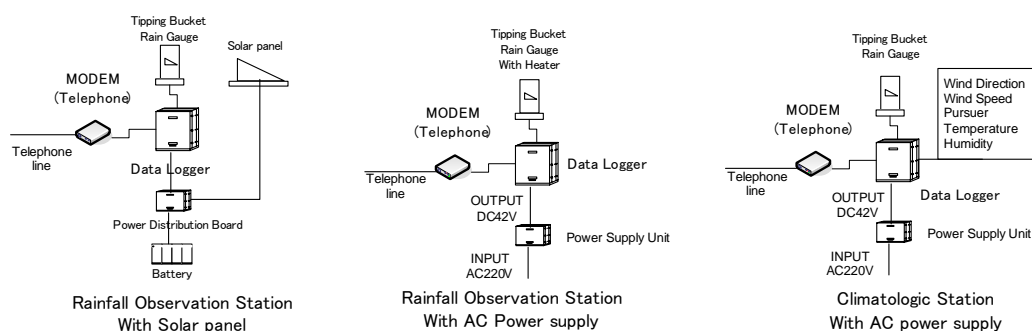 Tipping Bucket
Rain Gauge
Solar panel
MODEM
(Telephone)
Telephone
line
Data Logger
Power Distribution Board
Battery
Rainfall Observation Station
With Solar panel
Tipping Bucket
Rain Gauge
With Heater
MODEM
(Telephone)
Telephone
line
Data Logger
OUTPUT
DC42V
Power Supply Unit
INPUT
AC220V
Rainfall Observation Station
With AC Power supply
Tipping Bucket
Rain Gauge
Wind Direction
Wind Speed
Pursuer
Temperature
Humidity
MODEM
(Telephone)
Telephone
line
Data Logger
OUTPUT
DC42V
Power Supply Unit
INPUT
AC220V
Climatologic Station
With AC power supply